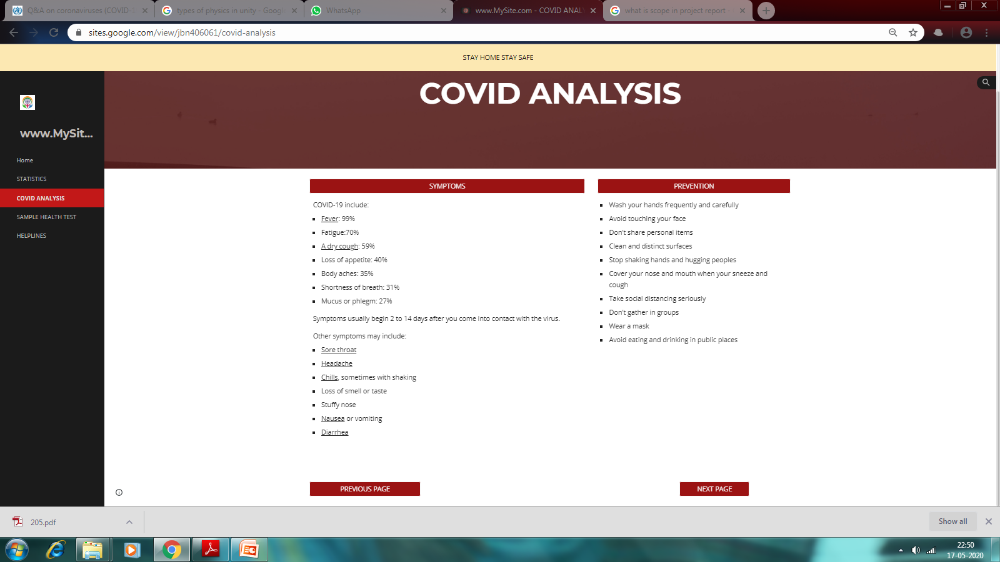 Q&A on coronaviruses (COVID-1
types of physics in unity - Google
WhatsApp
www.MySite.com - COVID ANALY
what is scope in project report -
sites.google.com/view/jbn406061/covid-analysis
STAY HOME STAY SAFE
COVID ANALYSIS
www.MySit...
Home
STATISTICS
COVID ANALYSIS
SAMPLE HEALTH TEST
HELPLINES
SYMPTOMS
COVID-19 include:
Fever: 99%
Fatigue:70%
A dry cough: 59%
Loss of appetite: 40%
Body aches: 35%
Shortness of breath: 31%
Mucus or phlegm: 27%
Symptoms usually begin 2 to 14 days after you come into contact with the virus.
Other symptoms may include:
Sore throat
Headache
Chills, sometimes with shaking
Loss of smell or taste
Stuffy nose
Nausea or vomiting
Diarrhea
PREVENTION
Wash your hands frequently and carefully
Avoid touching your face
Don't share personal items
Clean and distinct surfaces
Stop shaking hands and hugging peoples
Cover your nose and mouth when your sneeze and
cough
Take social distancing seriously
Don't gather in groups
Wear a mask
Avoid eating and drinking in public places
PREVIOUS PAGE
NEXT PAGE
205.pdf
Show all
22:50
17-05-2020